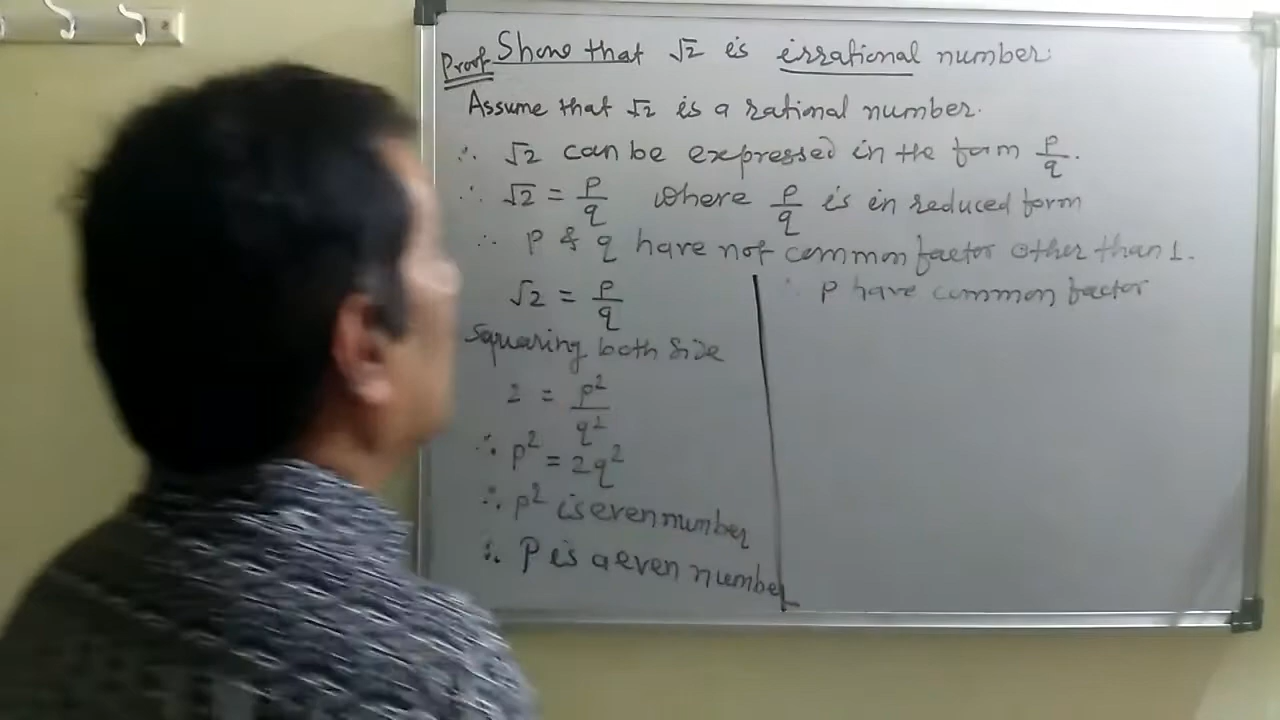 Proof Show that √2 is irrational number.
Assume that √2 is a rational number.
∴ √2 can be expressed in the form p/q.
∴ √2 = p/q where p/q is in reduced form
∴ p & q have not common factor other than 1.
√2 = p/q
Squaring both size
2 = p²/q²
∴ p² = 2q²
∴ p² is even number
∴ P is a even number
∴ p have common factor